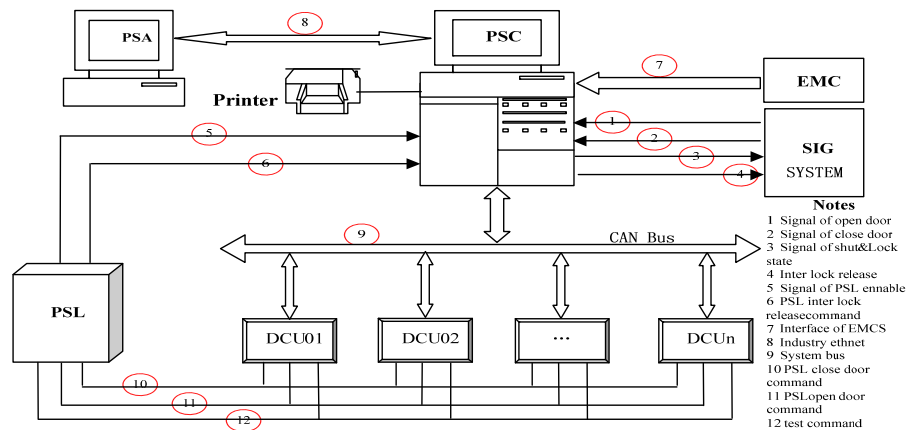 PSA
8
PSC
7
EMC
Printer
1
5
2
SIG
3
6
4
SYSTEM
Notes
1 Signal of open door
2 Signal of close door
3 Signal of shut&Lock
state
4 Inter lock release
5 Signal of PSL ennable
6 PSL inter lock
releasecommand
7 Interface of EMCS
8 Industry ethnet
9 System bus
10 PSL close door
command
11 PSLopen door
command
12 test command
9
CAN Bus
PSL
DCU01
DCU02
...
DCUn
10
11
12